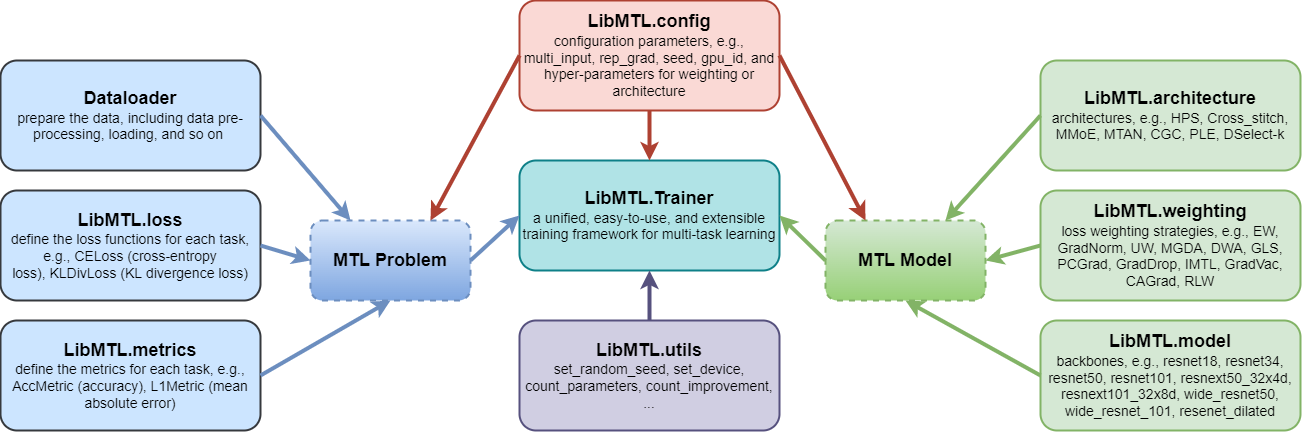 LibMTL.config
configuration parameters, e.g.,
multi_input, rep_grad, seed, gpu_id, and
hyper-parameters for weighting or
architecture
Dataloader
prepare the data, including data pre-
processing, loading, and so on
LibMTL.loss
define the loss functions for each task,
e.g., CELoss (cross-entropy
loss), KLDivLoss (KL divergence loss)
LibMTL.metrics
define the metrics for each task, e.g.,
AccMetric (accuracy), L1Metric (mean
absolute error)
MTL Problem
LibMTL.Trainer
a unified, easy-to-use, and extensible
training framework for multi-task learning
LibMTL.utils
set_random_seed, set_device,
count_parameters, count_improvement,
...
MTL Model
LibMTL.architecture
architectures, e.g., HPS, Cross_stitch,
MMoE, MTAN, CGC, PLE, DSelect-k
LibMTL.weighting
loss weighting strategies, e.g., EW,
GradNorm, UW, MGDA, DWA, GLS,
PCGrad, GradDrop, IMTL, GradVac,
CAGrad, RLW
LibMTL.model
backbones, e.g., resnet18, resnet34,
resnet50, resnet101, resnext50_32x4d,
resnext101_32x8d, wide_resnet50,
wide_resnet_101, resenet_dilated